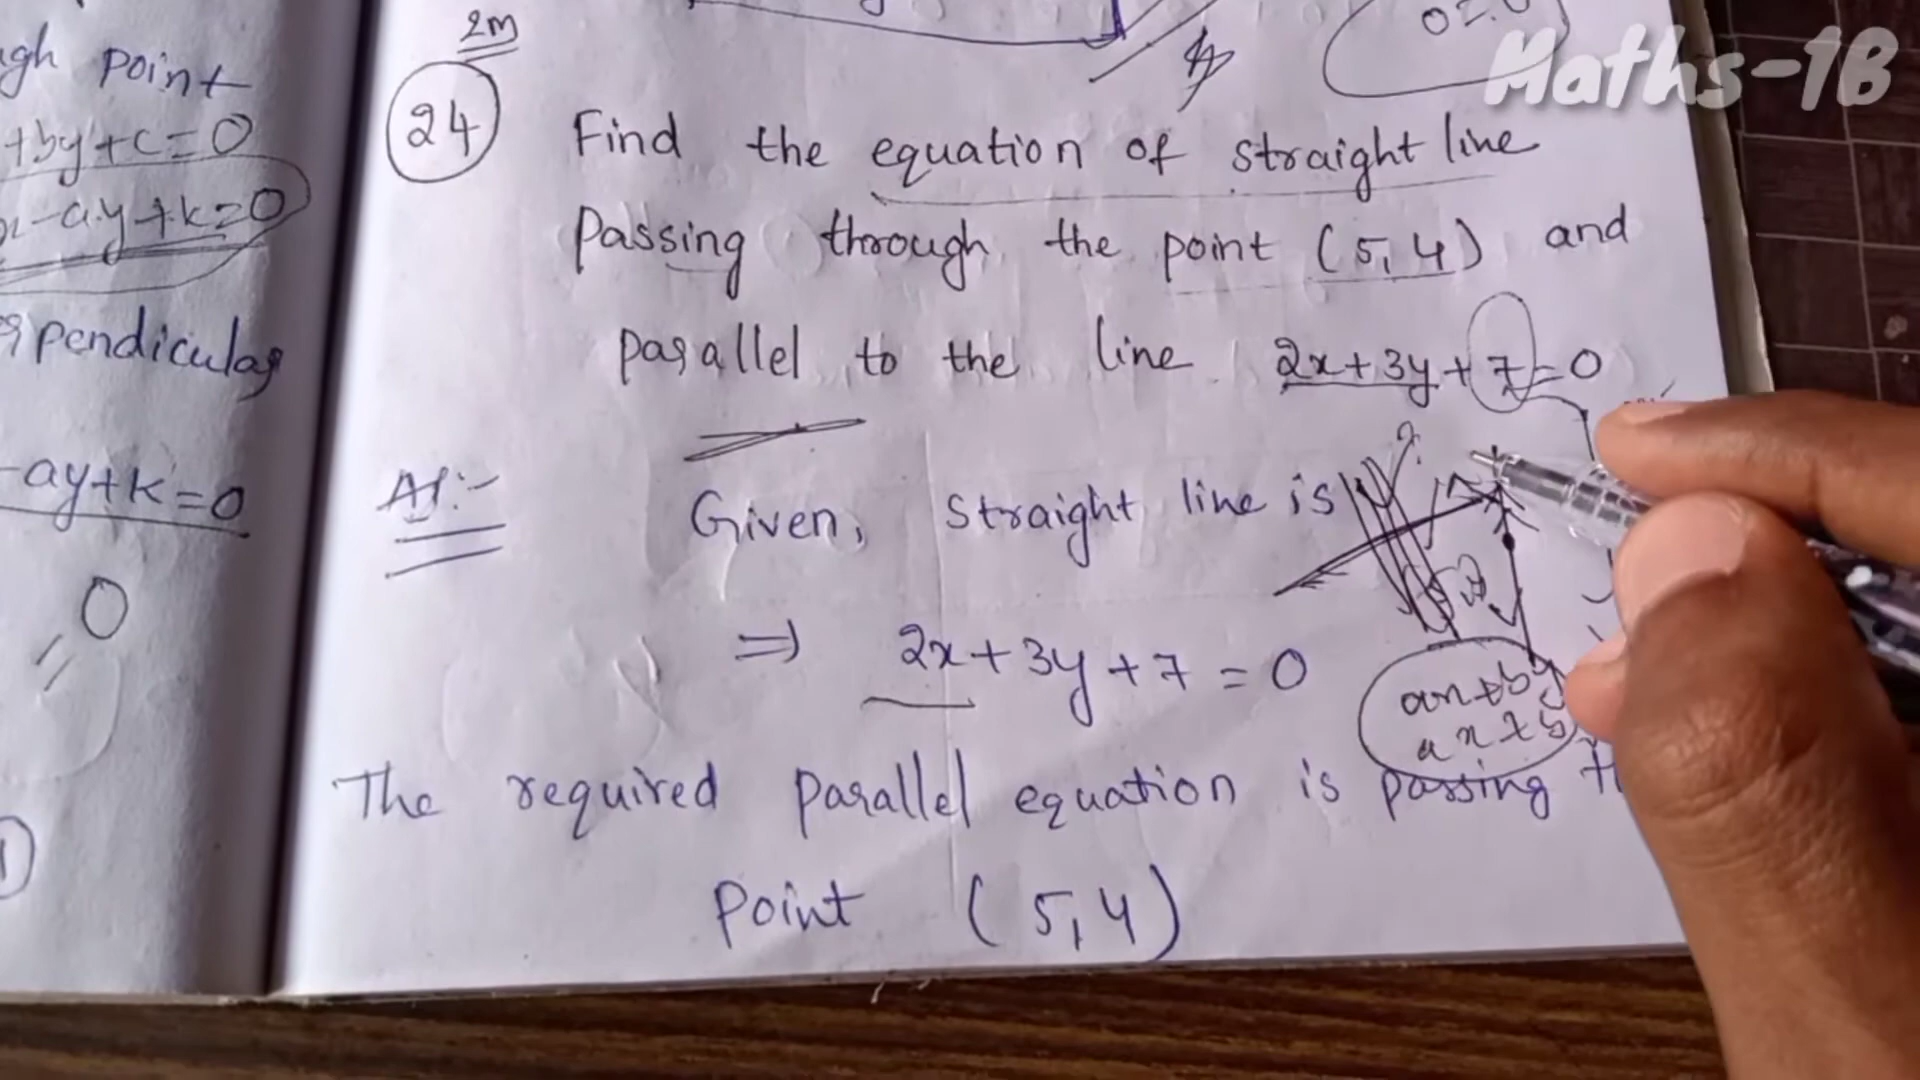 gh point
+by+c=0
x-ay+k=0
pendicular
-ay+k=0
=0
2M
24 Find the equation of straight line
Passing through the point (5,4) and
parallel to the line 2x+3y+7=0
Given, straight line is
⇒ 2x+3y+7=0
The required parallel equation is passing
Point (5,4)
Maths-1B